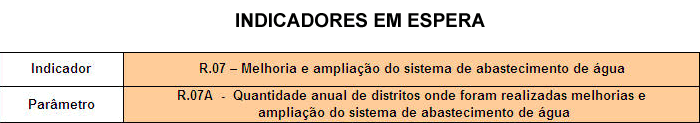 INDICADORES EM ESPERA
Indicador R.07 – Melhoria e ampliação do sistema de abastecimento de água
Parâmetro R.07A - Quantidade anual de distritos onde foram realizadas melhorias e
ampliação do sistema de abastecimento de água